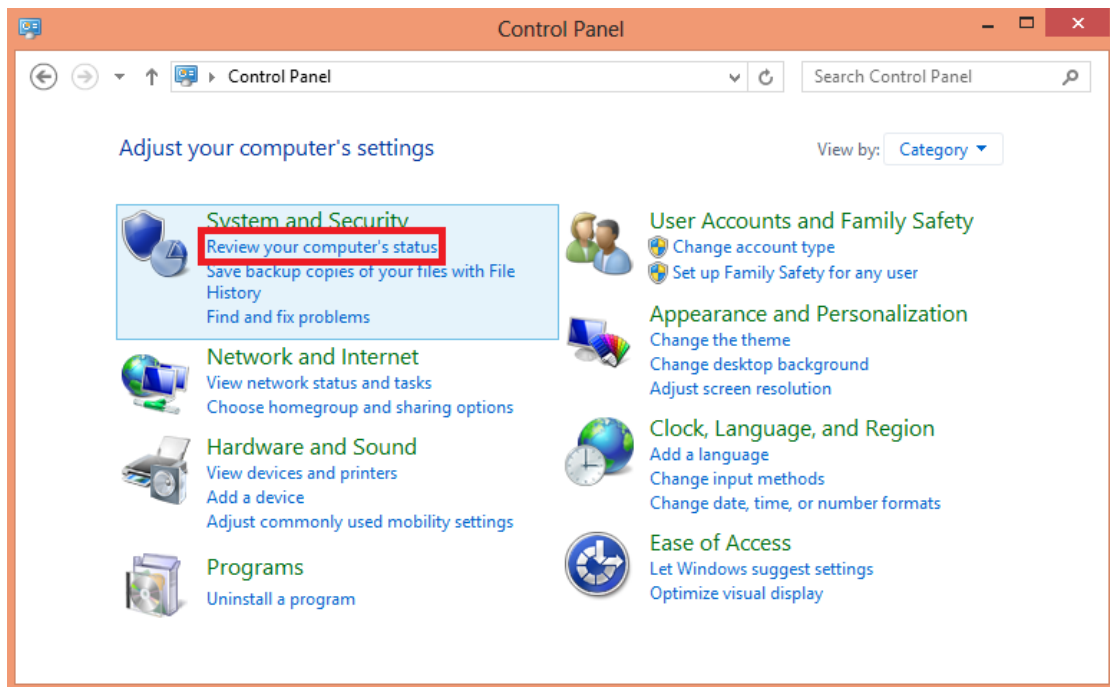 Control Panel
Control Panel
Search Control Panel
Adjust your computer's settings
View by: Category
System and Security
Review your computer's status
Save backup copies of your files with File
History
Find and fix problems
Network and Internet
View network status and tasks
Choose homegroup and sharing options
Hardware and Sound
View devices and printers
Add a device
Adjust commonly used mobility settings
Programs
Uninstall a program
User Accounts and Family Safety
Change account type
Set up Family Safety for any user
Appearance and Personalization
Change the theme
Change desktop background
Adjust screen resolution
Clock, Language, and Region
Add a language
Change input methods
Change date, time, or number formats
Ease of Access
Let Windows suggest settings
Optimize visual display